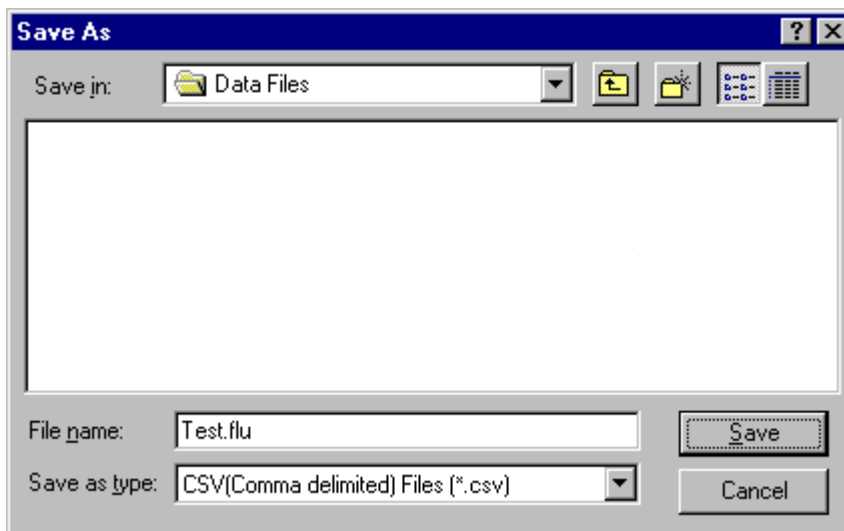 Save As
Save in: Data Files
File name: Test.flu
Save
Save as type: CSV(Comma delimited) Files (*.csv)
Cancel